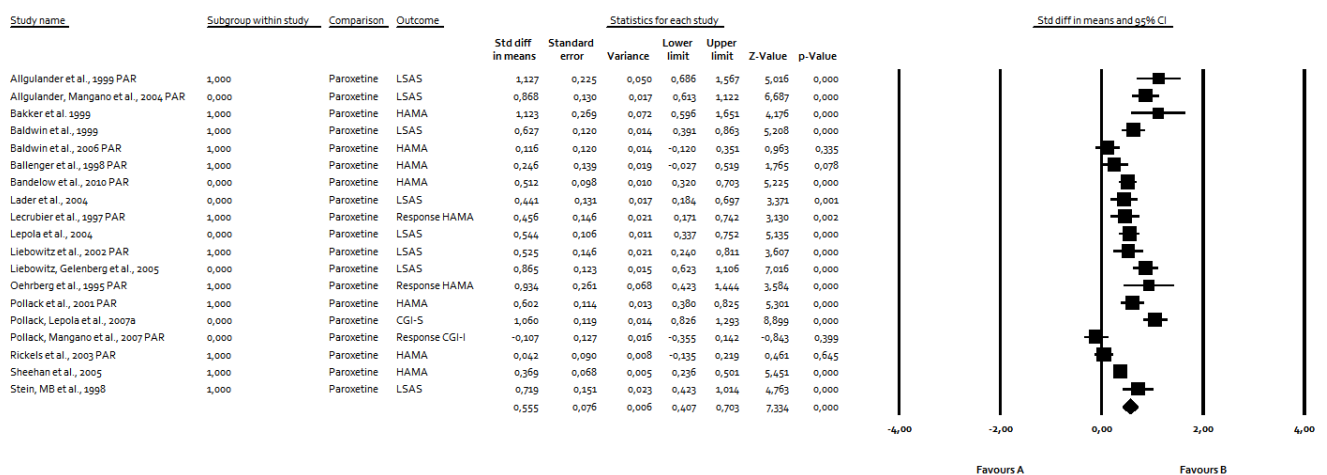 Study name Subgroup within study Comparison Outcome Statistics for each study Std diff in means and 95% CI
Std diff in means Standard error Variance Lower limit Upper limit Z-Value p-Value
Allgulander et al., 1999 PAR 1,000 Paroxetine LSAS 1,127 0,225 0,050 0,686 1,567 5,016 0,000
Allgulander, Mangano et al., 2004 PAR 0,000 Paroxetine LSAS 0,868 0,130 0,017 0,613 1,122 6,687 0,000
Bakker et al. 1999 1,000 Paroxetine HAMA 1,123 0,269 0,072 0,596 1,651 4,176 0,000
Baldwin et al., 1999 1,000 Paroxetine LSAS 0,627 0,120 0,014 0,391 0,863 5,208 0,000
Baldwin et al., 2006 PAR 1,000 Paroxetine HAMA 0,116 0,120 0,014 -0,120 0,351 0,963 0,335
Ballenger et al., 1998 PAR 1,000 Paroxetine HAMA 0,246 0,139 0,019 -0,027 0,519 1,765 0,078
Bandelow et al., 2010 PAR 0,000 Paroxetine HAMA 0,512 0,098 0,010 0,320 0,703 5,225 0,000
Lader et al., 2004 0,000 Paroxetine LSAS 0,441 0,131 0,017 0,184 0,697 3,371 0,001
Lecrubier et al., 1997 PAR 1,000 Paroxetine Response HAMA 0,456 0,146 0,021 0,171 0,742 3,130 0,002
Lepola et al., 2004 0,000 Paroxetine LSAS 0,544 0,106 0,011 0,337 0,752 5,135 0,000
Liebowitz et al., 2002 PAR 1,000 Paroxetine LSAS 0,525 0,146 0,021 0,240 0,811 3,607 0,000
Liebowitz, Gelenberg et al., 2005 0,000 Paroxetine LSAS 0,865 0,123 0,015 0,623 1,106 7,016 0,000
Oehrberg et al., 1995 PAR 1,000 Paroxetine Response HAMA 0,934 0,261 0,068 0,423 1,444 3,584 0,000
Pollack et al., 2001 PAR 1,000 Paroxetine HAMA 0,602 0,114 0,013 0,380 0,825 5,301 0,000
Pollack, Lepola et al., 2007a 0,000 Paroxetine CGI-S 1,060 0,119 0,014 0,826 1,293 8,899 0,000
Pollack, Mangano et al., 2007 PAR 0,000 Paroxetine Response CGI-I -0,107 0,127 0,016 -0,355 0,142 -0,843 0,399
Rickels et al., 2003 PAR 1,000 Paroxetine HAMA 0,042 0,090 0,008 -0,135 0,219 0,461 0,645
Sheehan et al., 2005 1,000 Paroxetine HAMA 0,369 0,068 0,005 0,236 0,501 5,451 0,000
Stein, MB et al., 1998 1,000 Paroxetine LSAS 0,719 0,151 0,023 0,423 1,014 4,763 0,000
0,555 0,076 0,006 0,407 0,703 7,334 0,000
-4,00 -2,00 0,00 2,00 4,00
Favours A Favours B